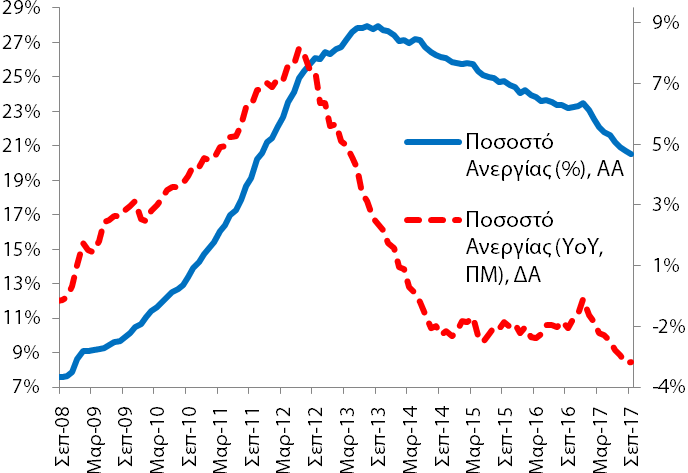 29%
27%
25%
23%
21%
19%
17%
15%
13%
11%
9%
7%
9%
7%
5%
3%
1%
-2%
-4%
Ποσοστό
Ανεργίας (%), ΑΑ
Ποσοστό
Ανεργίας (YoY,
ΠΜ), ΔΑ
Σεπ-08
Μαρ-09
Σεπ-09
Μαρ-10
Σεπ-10
Μαρ-11
Σεπ-11
Μαρ-12
Σεπ-12
Μαρ-13
Σεπ-13
Μαρ-14
Σεπ-14
Μαρ-15
Σεπ-15
Μαρ-16
Σεπ-16
Μαρ-17
Σεπ-17